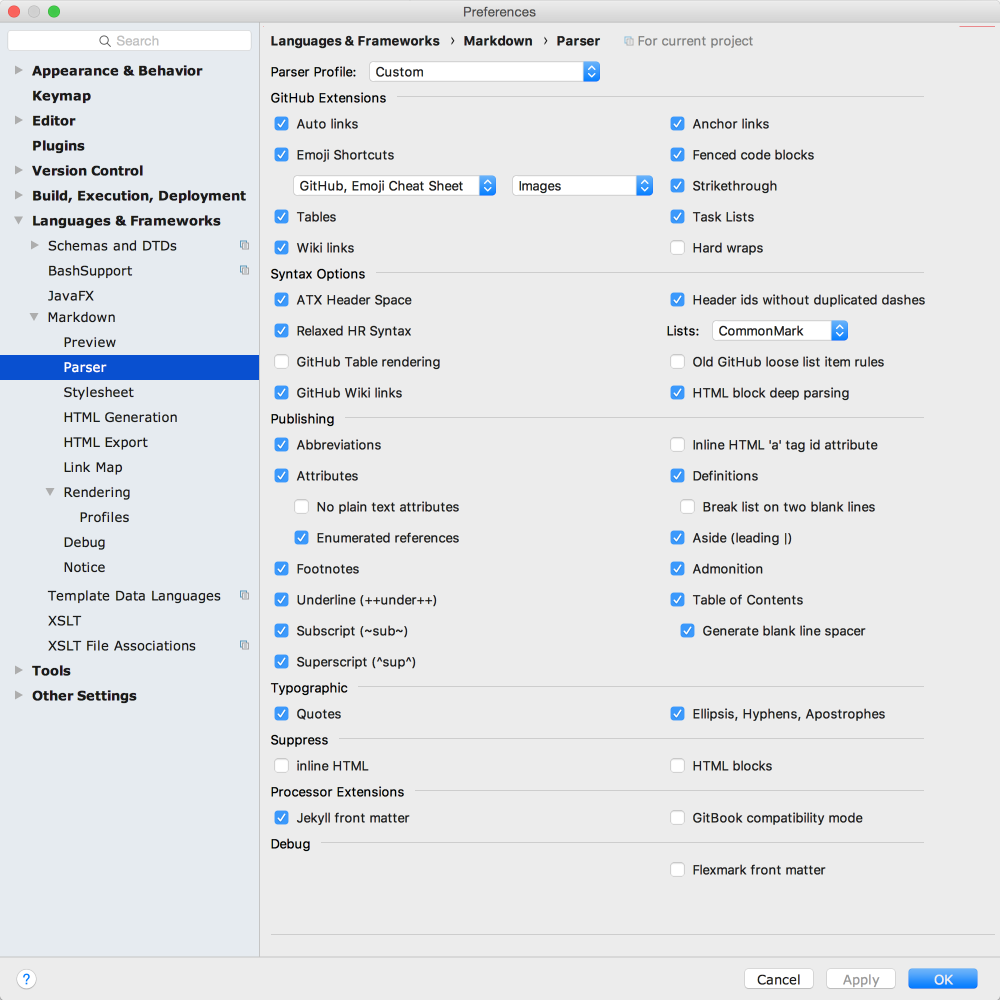 Preferences
Search
Appearance & Behavior
Keymap
Editor
Plugins
Version Control
Build, Execution, Deployment
Languages & Frameworks
Schemas and DTDs
BashSupport
JavaFX
Markdown
Preview
Parser
Stylesheet
HTML Generation
HTML Export
Link Map
Rendering
Profiles
Debug
Notice
Template Data Languages
XSLT
XSLT File Associations
Tools
Other Settings
?
Languages & Frameworks › Markdown › Parser For current project
Parser Profile: Custom
GitHub Extensions
Auto links Anchor links
Emoji Shortcuts Fenced code blocks
GitHub, Emoji Cheat Sheet Images Strikethrough
Tables Task Lists
Wiki links Hard wraps
Syntax Options
ATX Header Space Header ids without duplicated dashes
Relaxed HR Syntax Lists: CommonMark
GitHub Table rendering Old GitHub loose list item rules
GitHub Wiki links HTML block deep parsing
Publishing
Abbreviations Inline HTML 'a' tag id attribute
Attributes Definitions
No plain text attributes Break list on two blank lines
Enumerated references Aside (leading |)
Footnotes Admonition
Underline (++under++) Table of Contents
Subscript (~sub~) Generate blank line spacer
Superscript (^sup^)
Typographic
Quotes Ellipsis, Hyphens, Apostrophes
Suppress
inline HTML HTML blocks
Processor Extensions
Jekyll front matter GitBook compatibility mode
Debug
Flexmark front matter
Cancel Apply OK